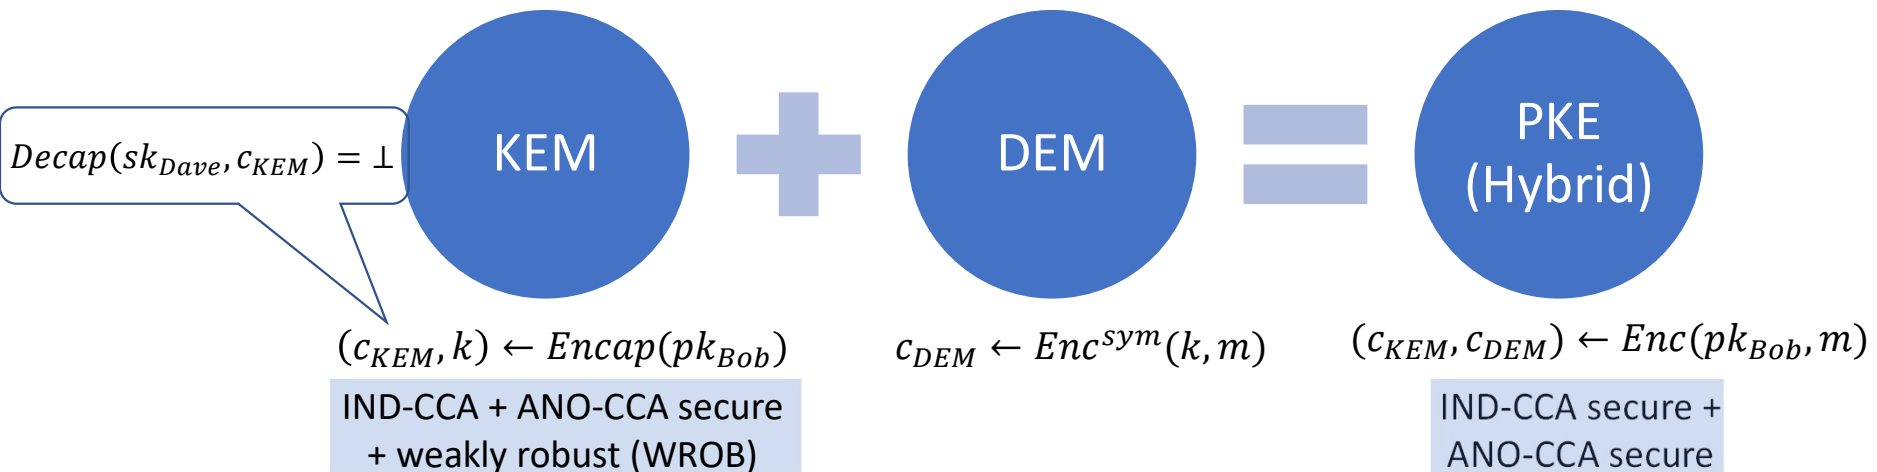 Decap(sk_Dave, c_KEM) = ⊥
KEM
DEM
PKE
(Hybrid)
(c_KEM, k) ← Encap(pk_Bob)
c_DEM ← Enc^sym(k, m)
(c_KEM, c_DEM) ← Enc(pk_Bob, m)
IND-CCA + ANO-CCA secure
+ weakly robust (WROB)
IND-CCA secure +
ANO-CCA secure